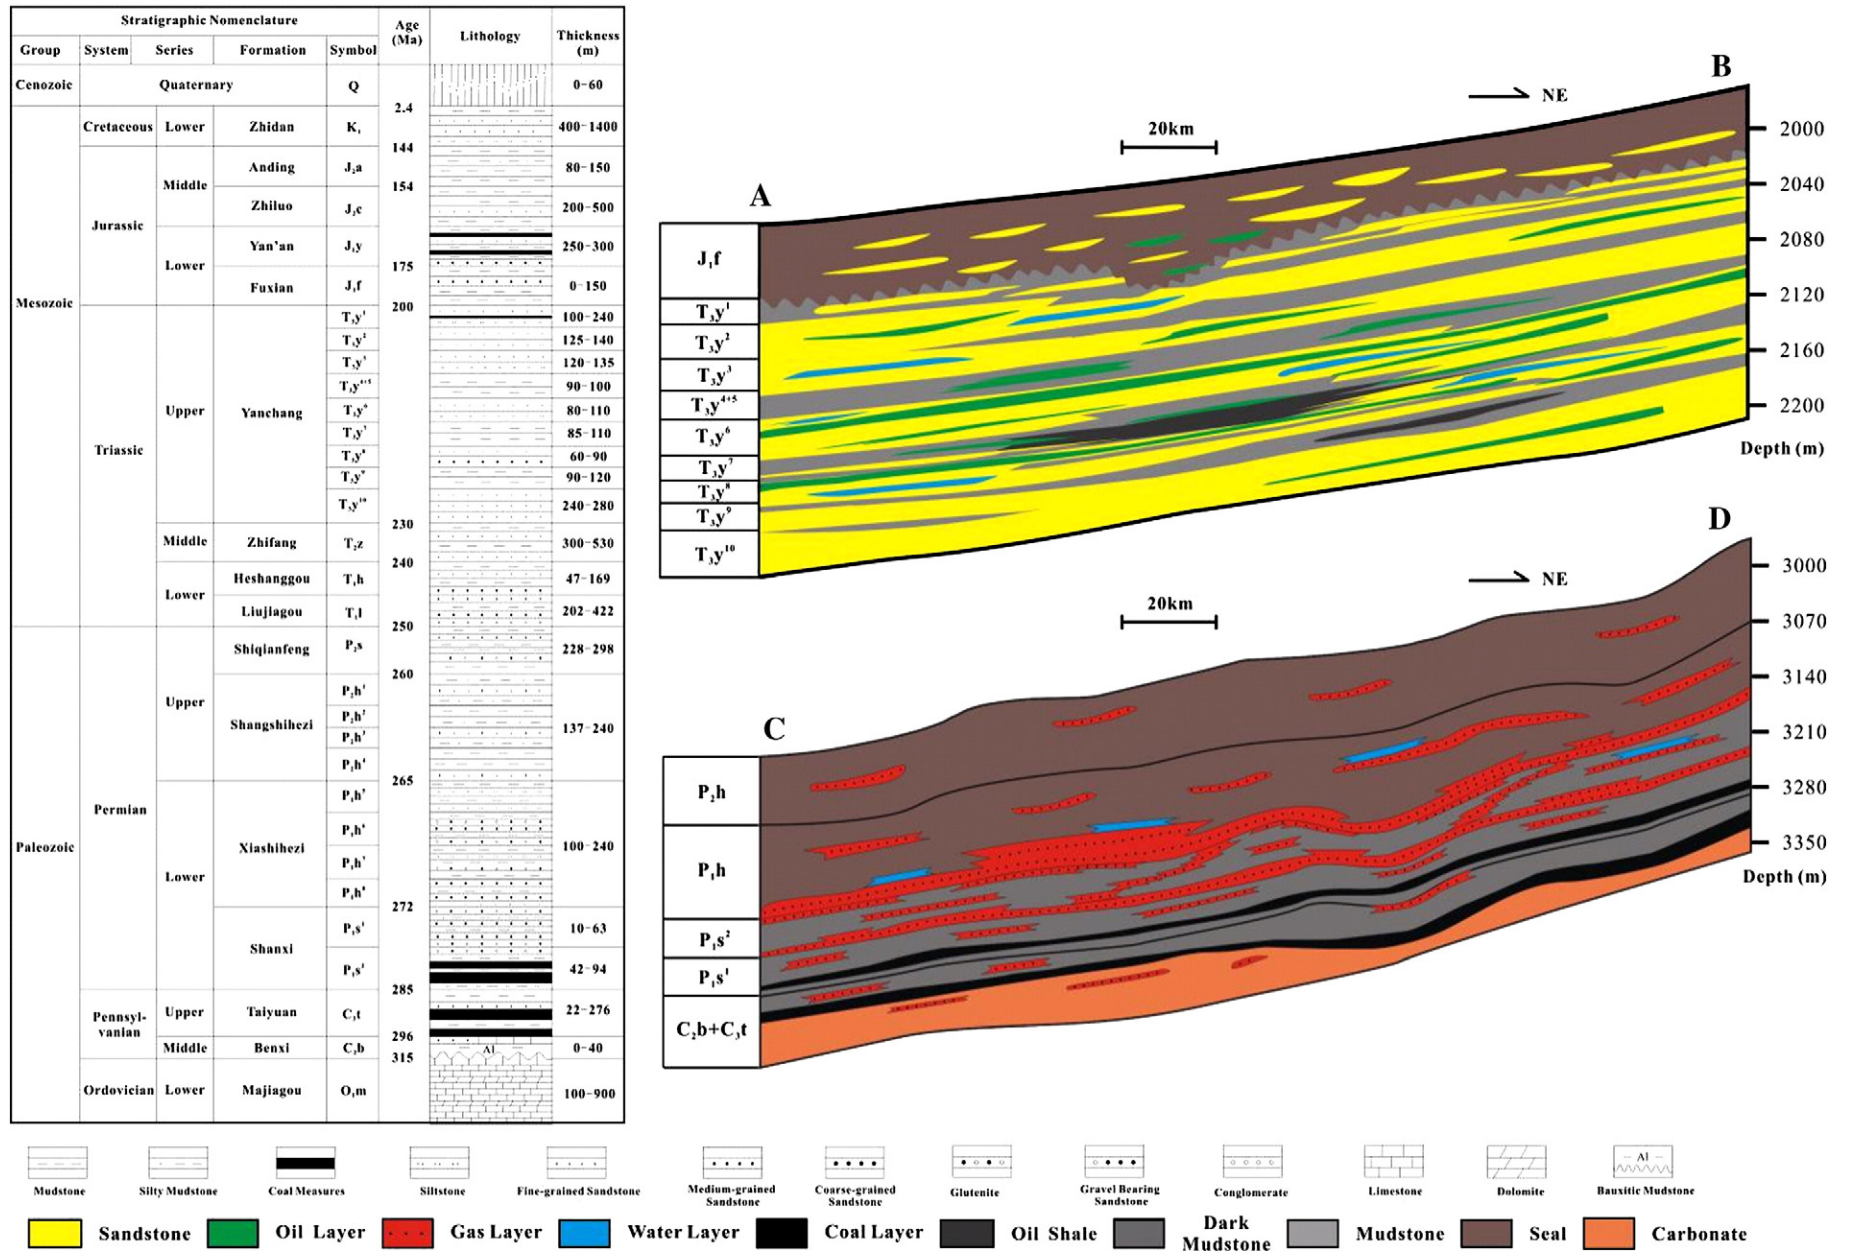 Stratigraphic Nomenclature
Age (Ma)
Lithology
Thickness (m)
Group System Series Formation Symbol
Cenozoic Quaternary Q 0-60
2.4
Cretaceous Lower Zhidan K₁ 400-1400
144
Anding J₂a 80-150
Middle
154
Zhiluo J₂c 200-500
Jurassic
Yan'an J₁y 250-300
Lower
175
Fuxian J₁f 0-150
Mesozoic
200
T₃y¹ 100-240
T₃y² 125-140
T₃y³ 120-135
T₃y⁴⁺⁵ 90-100
Upper Yanchang T₃y⁶ 80-110
T₃y⁷ 85-110
Triassic
T₃y⁸ 60-90
T₃y⁹ 90-120
T₃y¹⁰ 240-280
230
Middle Zhifang T₂z 300-530
240
Heshanggou T₁h 47-169
Lower
Liujiagou T₁l 202-422
250
Shiqianfeng P₂s 228-298
260
P₂h¹
Upper
P₂h²
Shangshihezi 137-240
P₂h³
P₂h⁴
265
Permian
P₁h⁵
P₁h⁶
Paleozoic Xiashihezi 100-240
P₁h⁷
Lower
P₁h⁸
272
P₁s² 10-63
Shanxi
P₁s¹ 42-94
285
Pennsyl-
vanian
Upper Taiyuan C₃t 22-276
296
Middle Benxi C₂b Al 0-40
315
Ordovician Lower Majiagou O₁m 100-900
A
B
NE
20km
J₁f
T₃y¹
T₃y²
T₃y³
T₃y⁴⁺⁵
T₃y⁶
T₃y⁷
T₃y⁸
T₃y⁹
T₃y¹⁰
2000
2040
2080
2120
2160
2200
Depth (m)
C
D
NE
20km
P₂h
P₁h
P₁s²
P₁s¹
C₂b+C₃t
3000
3070
3140
3210
3280
3350
Depth (m)
Al
Mudstone
Silty Mudstone
Coal Measures
Siltstone
Fine-grained Sandstone
Medium-grained
Sandstone
Coarse-grained
Sandstone
Glutenite
Gravel Bearing
Sandstone
Conglomerate
Limestone
Dolomite
Bauxitic Mudstone
Sandstone
Oil Layer
Gas Layer
Water Layer
Coal Layer
Oil Shale
Dark
Mudstone
Mudstone
Seal
Carbonate